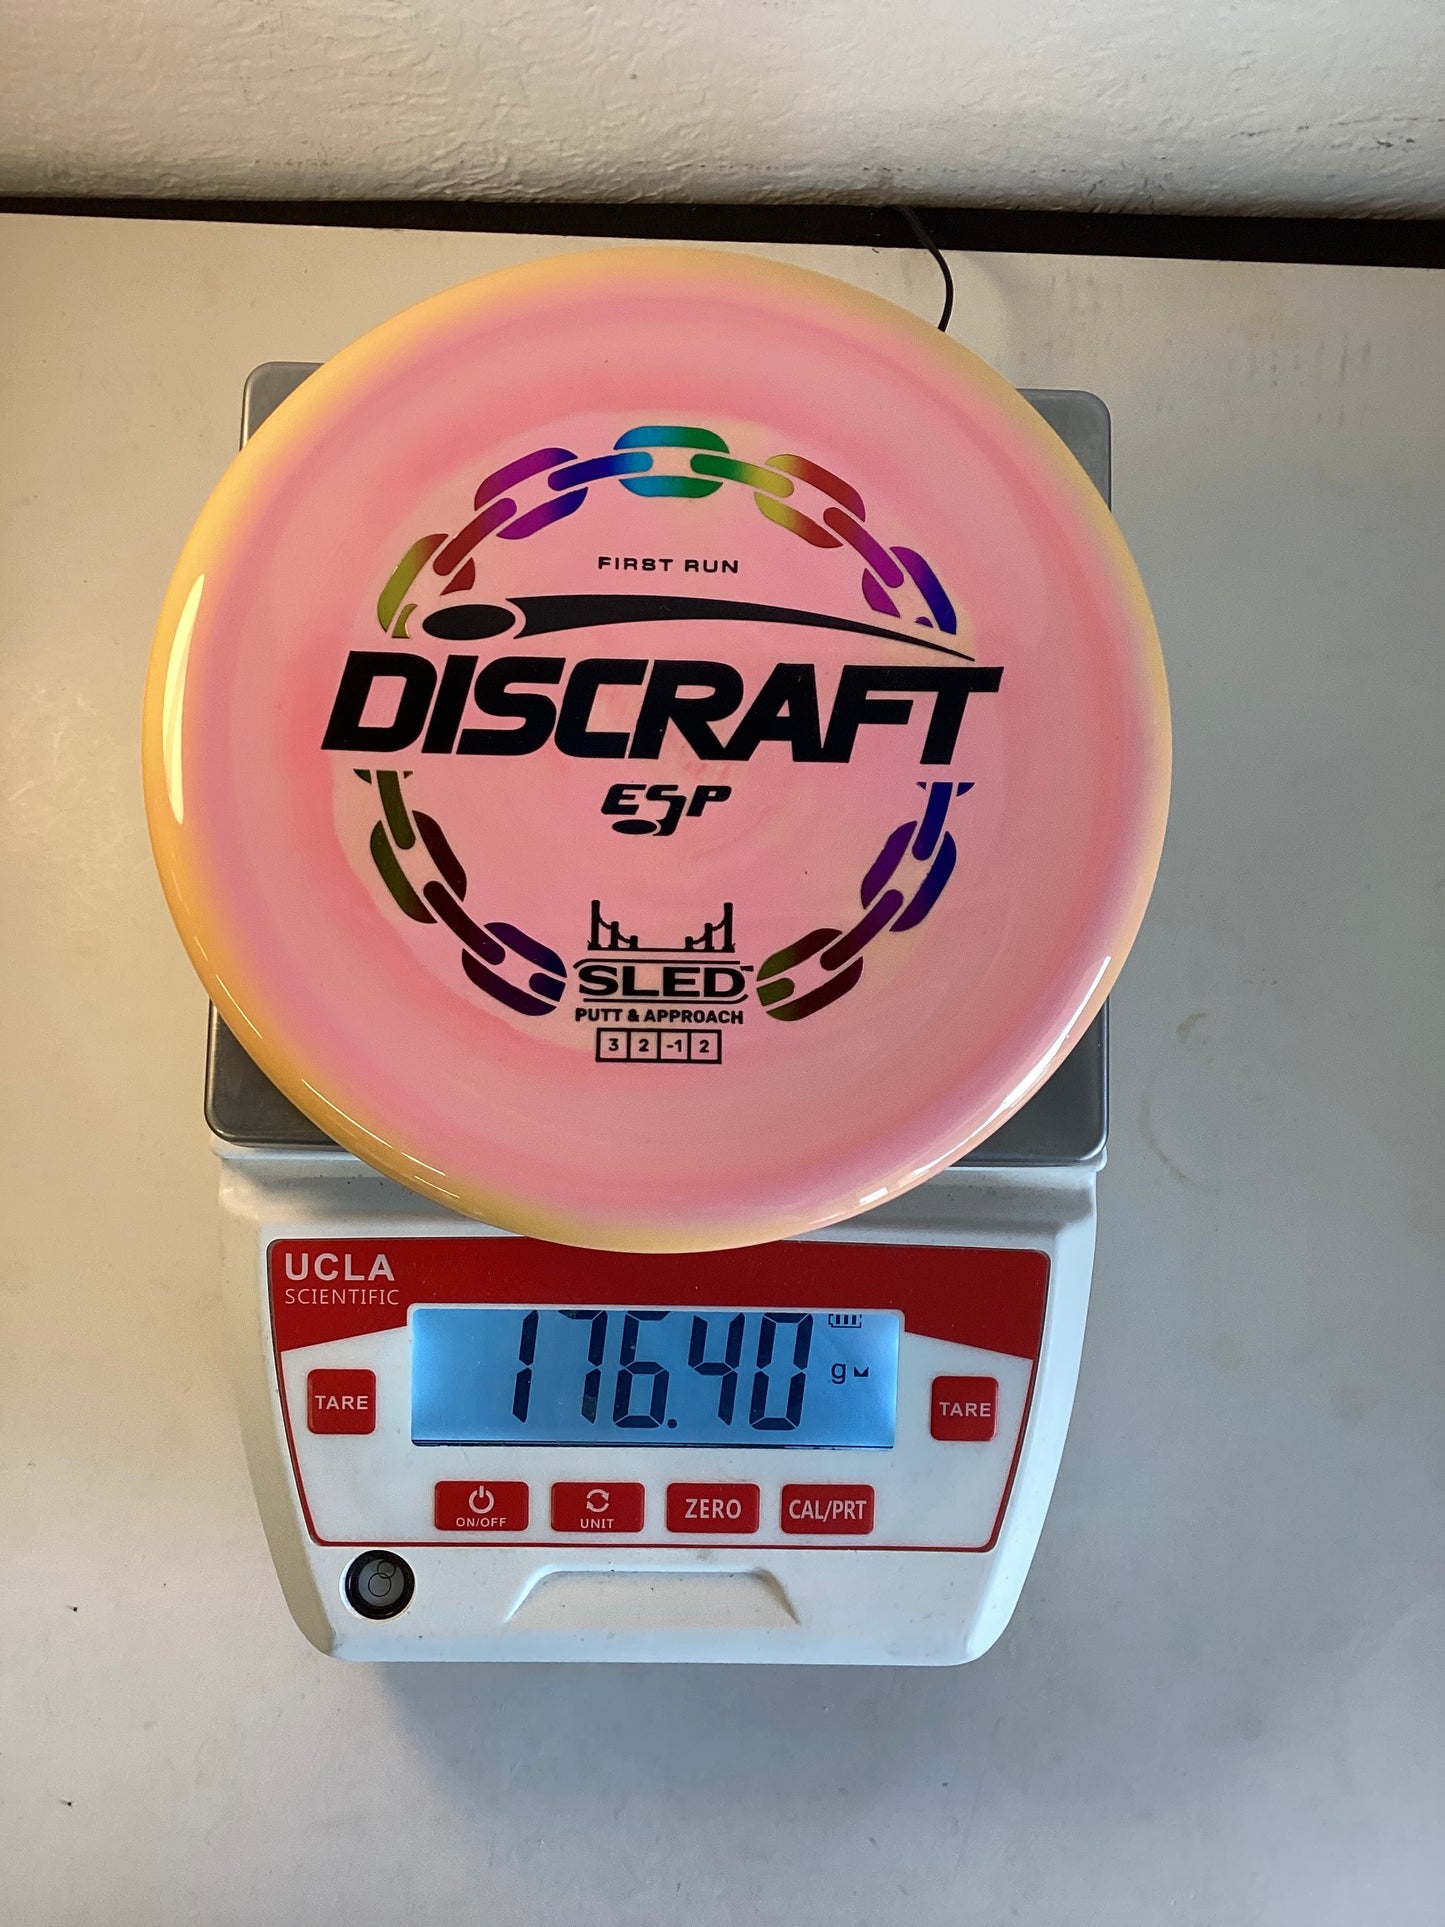 FIRST RUN
DISCRAFT
ESP
SLED
PUTT & APPROACH
3 2 -1 2
UCLA
SCIENTIFIC
176.40 g
TARE
TARE
ON/OFF
UNIT
ZERO
CAL/PRT